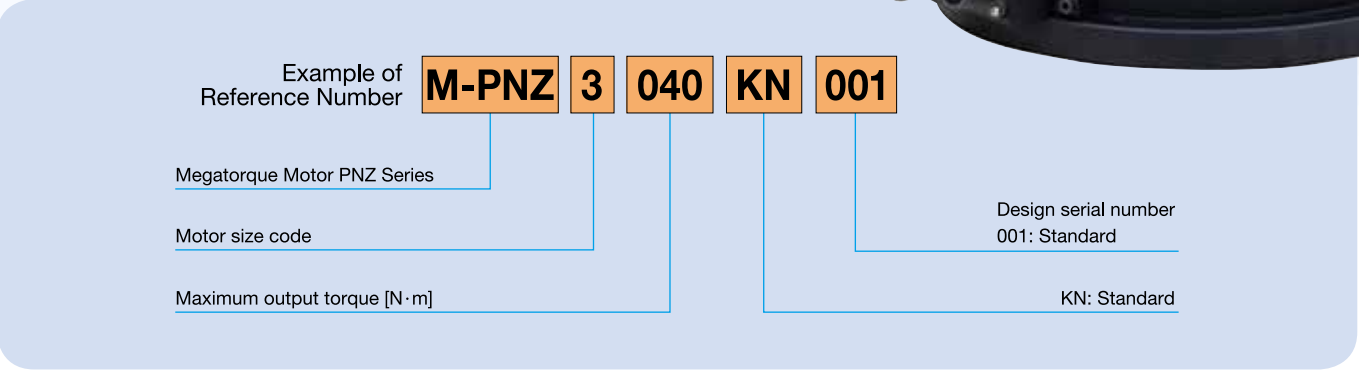 Example of
Reference Number
M-PNZ 3 040 KN 001
Megatorque Motor PNZ Series
Motor size code
Maximum output torque [N·m]
Design serial number
001: Standard
KN: Standard